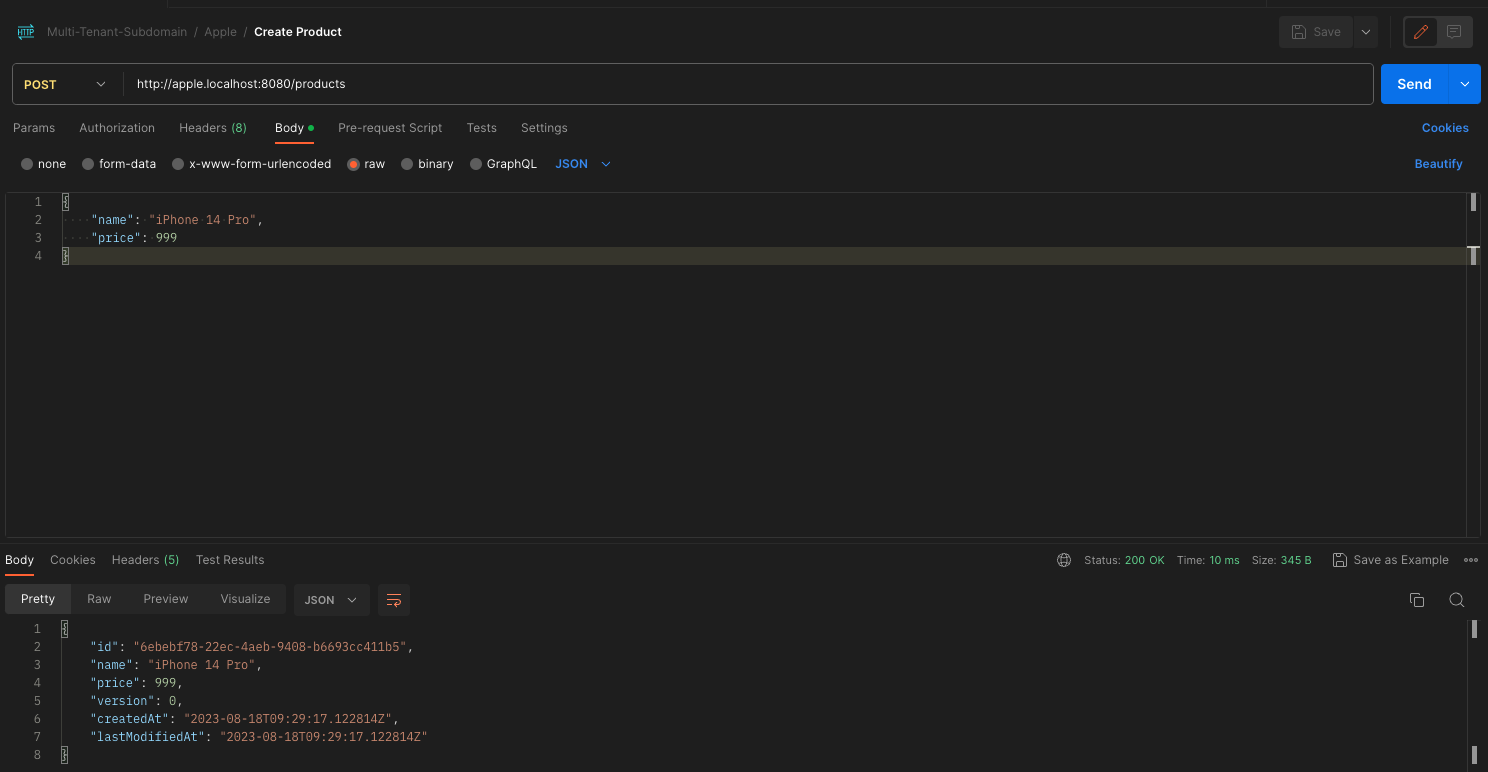 HTTP Multi-Tenant-Subdomain / Apple / Create Product Save
POST http://apple.localhost:8080/products Send
Params Authorization Headers (8) Body Pre-request Script Tests Settings Cookies
none form-data x-www-form-urlencoded raw binary GraphQL JSON Beautify
1 {
2 "name": "iPhone 14 Pro",
3 "price": 999
4 }
Body Cookies Headers (5) Test Results Status: 200 OK Time: 10 ms Size: 345 B Save as Example
Pretty Raw Preview Visualize JSON
1 {
2 "id": "6ebebf78-22ec-4aeb-9408-b6693cc411b5",
3 "name": "iPhone 14 Pro",
4 "price": 999,
5 "version": 0,
6 "createdAt": "2023-08-18T09:29:17.122814Z",
7 "lastModifiedAt": "2023-08-18T09:29:17.122814Z"
8 }